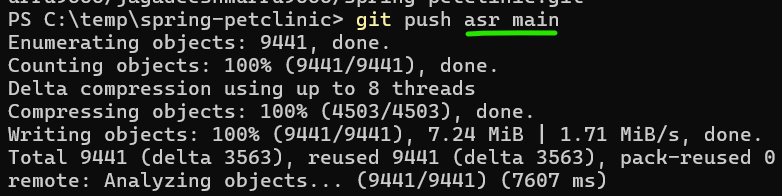 PS C:\temp\spring-petclinic> git push asr main
Enumerating objects: 9441, done.
Counting objects: 100% (9441/9441), done.
Delta compression using up to 8 threads
Compressing objects: 100% (4503/4503), done.
Writing objects: 100% (9441/9441), 7.24 MiB | 1.71 MiB/s, done.
Total 9441 (delta 3563), reused 9441 (delta 3563), pack-reused 0
remote: Analyzing objects... (9441/9441) (7607 ms)